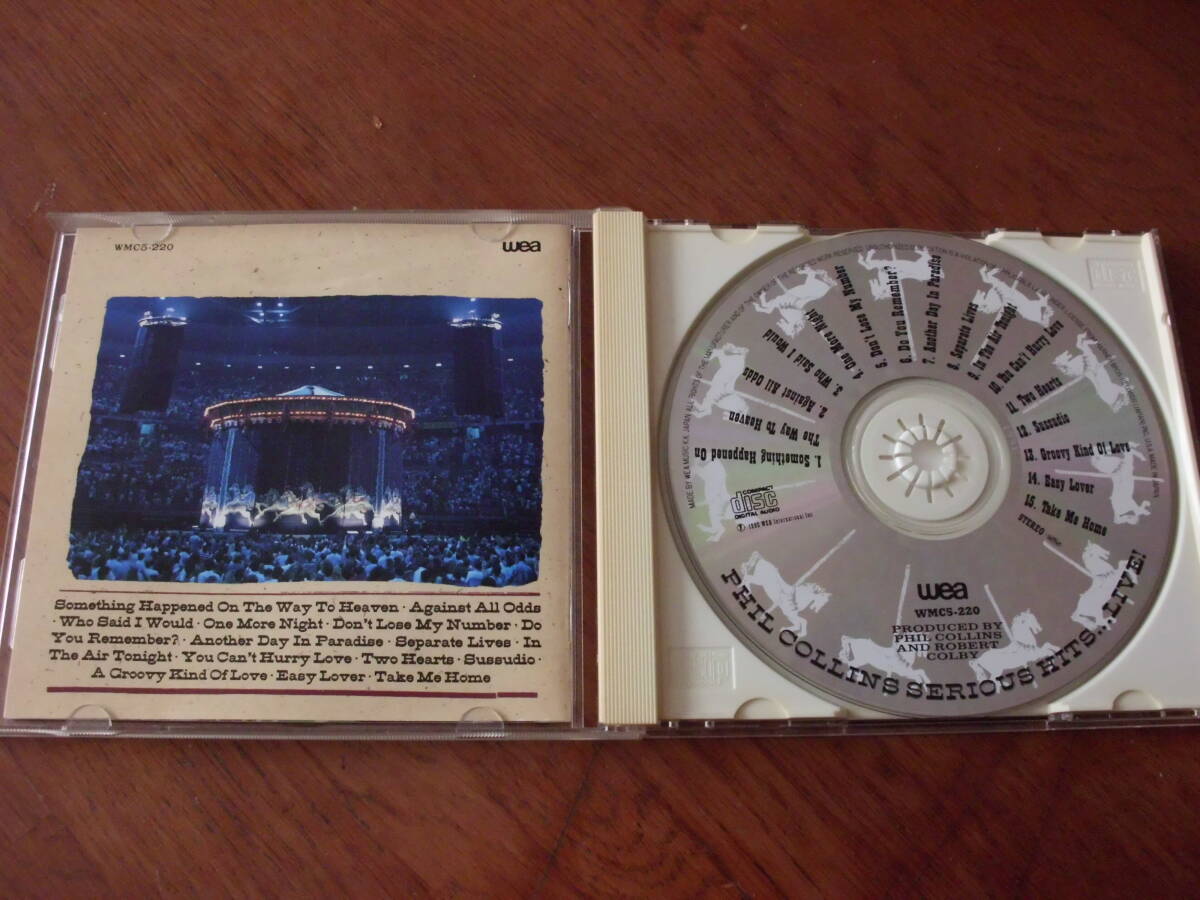 WMC5-220
wea
Something Happened On The Way To Heaven · Against All Odds
· Who Said I Would · One More Night · Don't Lose My Number · Do
You Remember? · Another Day In Paradise · Separate Lives · In
The Air Tonight · You Can't Hurry Love · Two Hearts · Sussudio ·
A Groovy Kind Of Love · Easy Lover · Take Me Home
1. Something Happened On
The Way To Heaven
2. Against All Odds
3. Who Said I Would
4. One More Night
5. Don't Lose My Number
6. Do You Remember?
7. Another Day In Paradise
8. Separate Lives
9. In The Air Tonight
10. You Can't Hurry Love
11. Two Hearts
12. Sussudio
13. Groovy Kind Of Love
14. Easy Lover
15. Take Me Home
STEREO
COMPACT
disc
DIGITAL AUDIO
wea
WMC5-220
PRODUCED BY
PHIL COLLINS
AND ROBERT
COLBY
PHIL COLLINS SERIOUS HITS...LIVE!